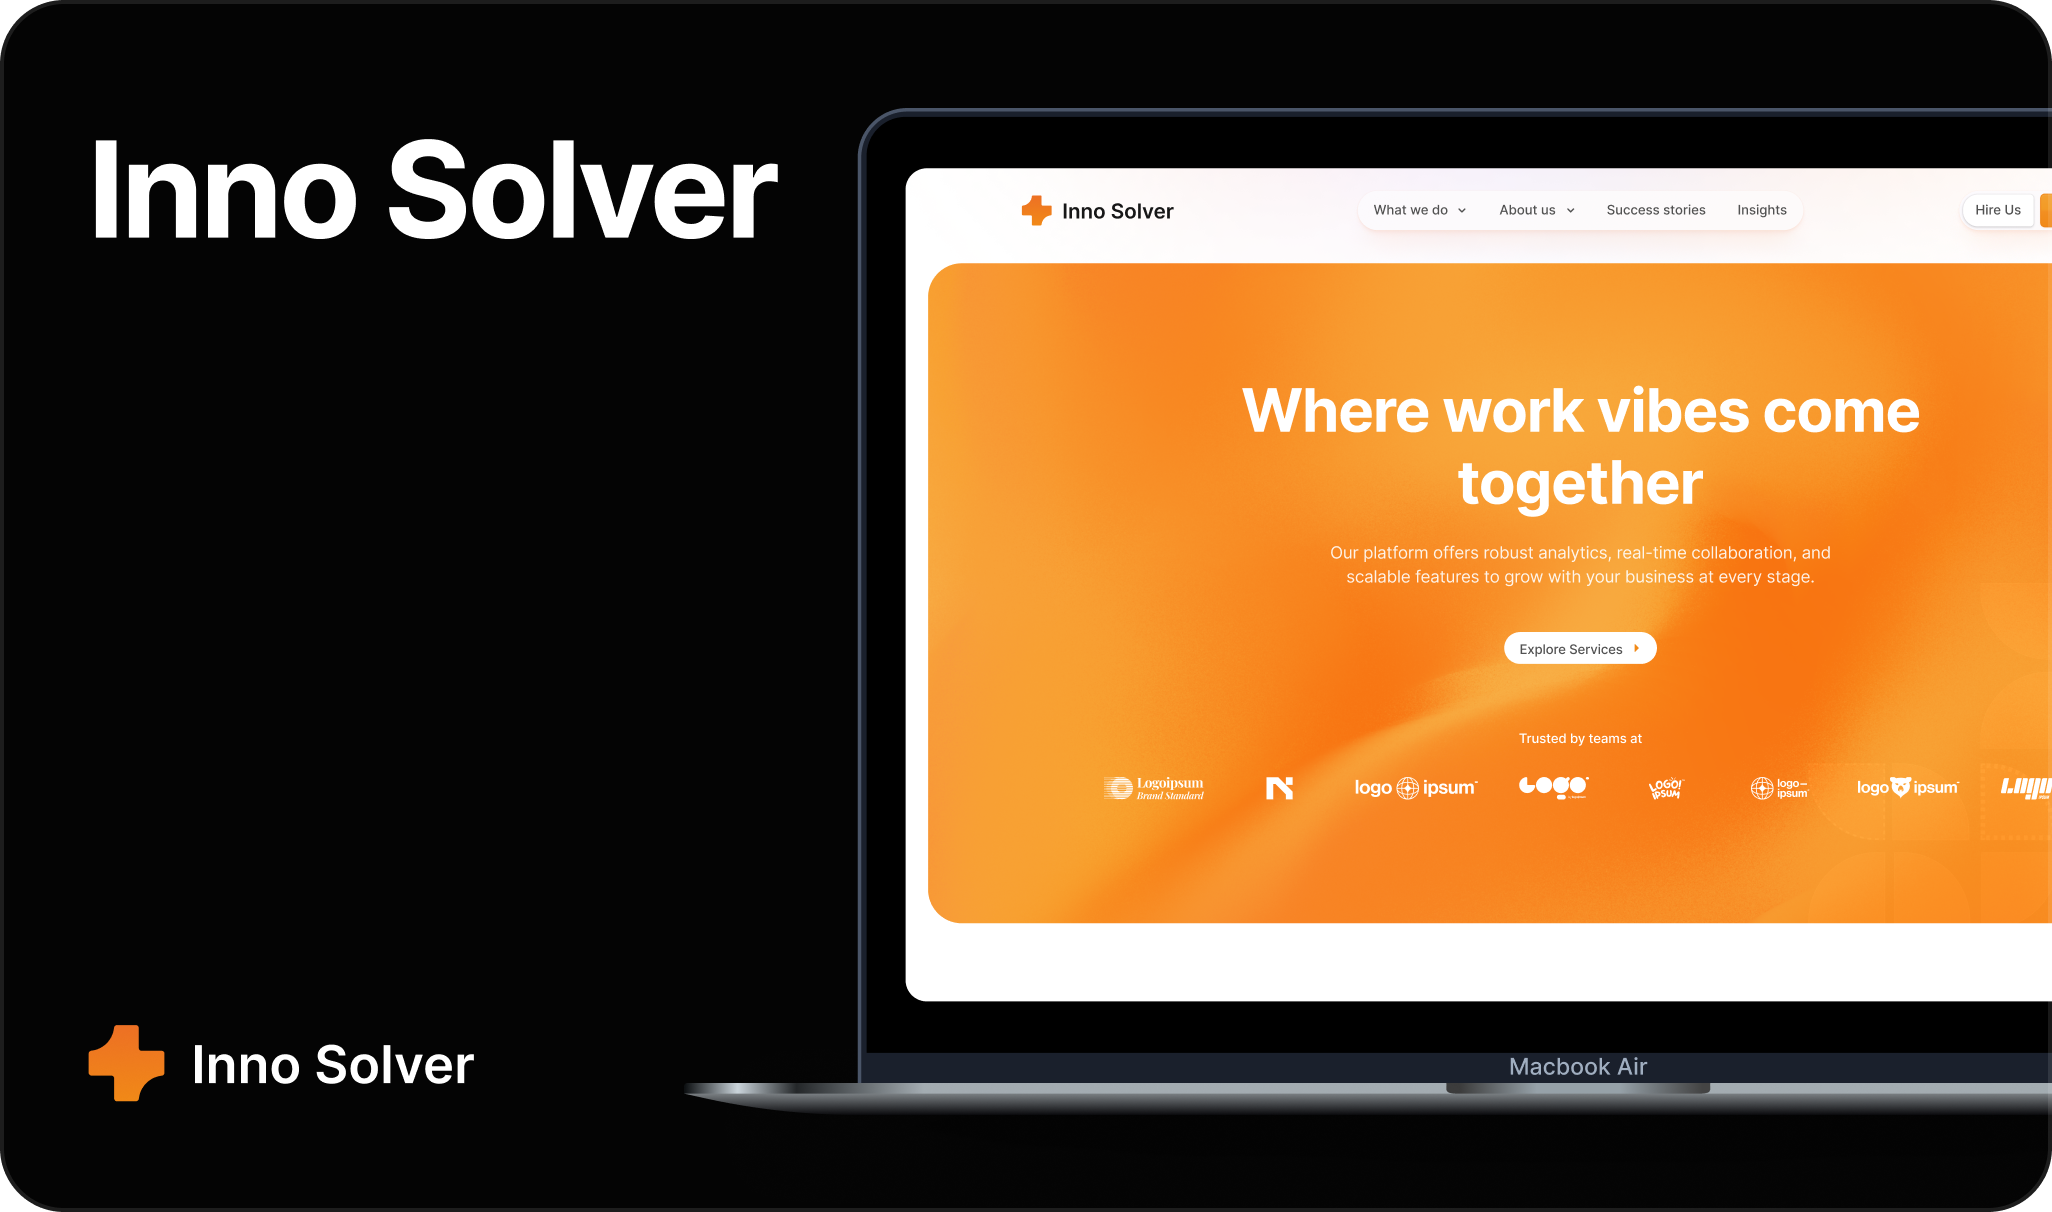 Inno Solver
Inno Solver
What we do
About us
Success stories
Insights
Hire Us
Where work vibes come
together
Our platform offers robust analytics, real-time collaboration, and
scalable features to grow with your business at every stage.
Explore Services
Trusted by teams at
Logoipsum
Brand Standard
logo ipsum
LOGO
LOGO!
IPSUM
logo—
ipsum
logo ipsum
Macbook Air
Inno Solver